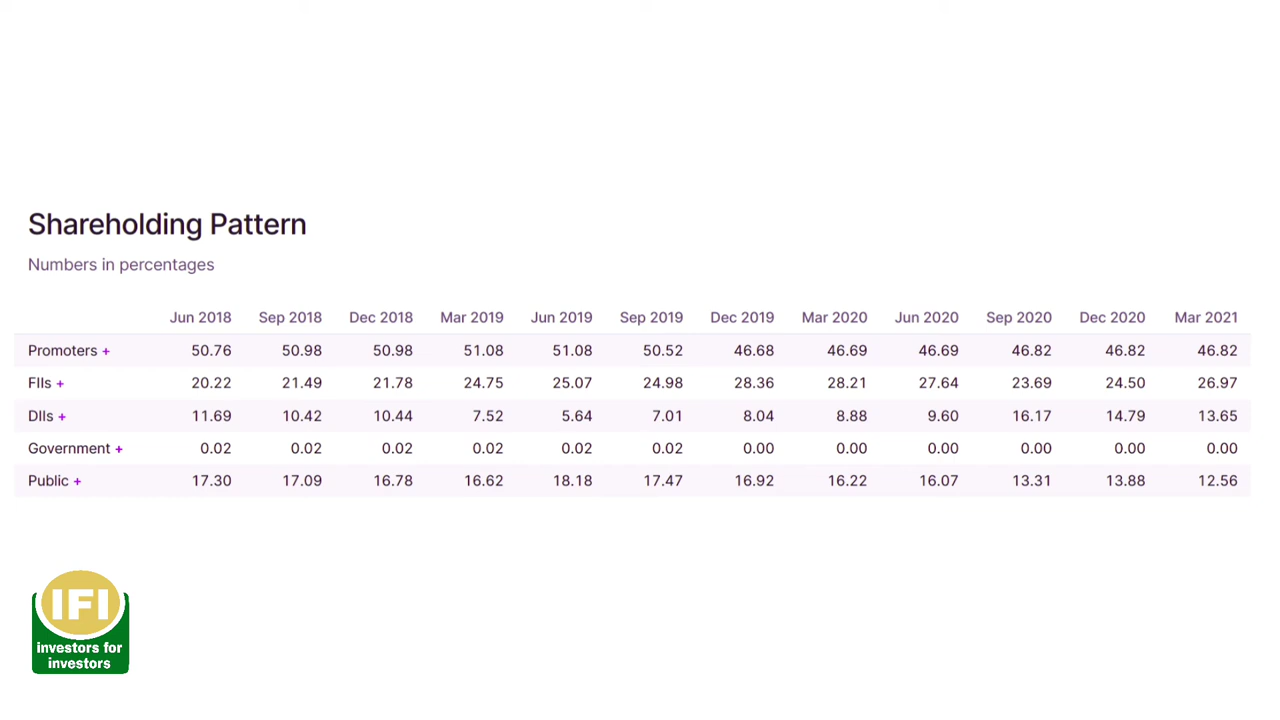 Shareholding Pattern
Numbers in percentages
Jun 2018 Sep 2018 Dec 2018 Mar 2019 Jun 2019 Sep 2019 Dec 2019 Mar 2020 Jun 2020 Sep 2020 Dec 2020 Mar 2021
Promoters + 50.76 50.98 50.98 51.08 51.08 50.52 46.68 46.69 46.69 46.82 46.82 46.82
FIIs + 20.22 21.49 21.78 24.75 25.07 24.98 28.36 28.21 27.64 23.69 24.50 26.97
DIIs + 11.69 10.42 10.44 7.52 5.64 7.01 8.04 8.88 9.60 16.17 14.79 13.65
Government + 0.02 0.02 0.02 0.02 0.02 0.02 0.00 0.00 0.00 0.00 0.00 0.00
Public + 17.30 17.09 16.78 16.62 18.18 17.47 16.92 16.22 16.07 13.31 13.88 12.56
IFI
investors for
investors